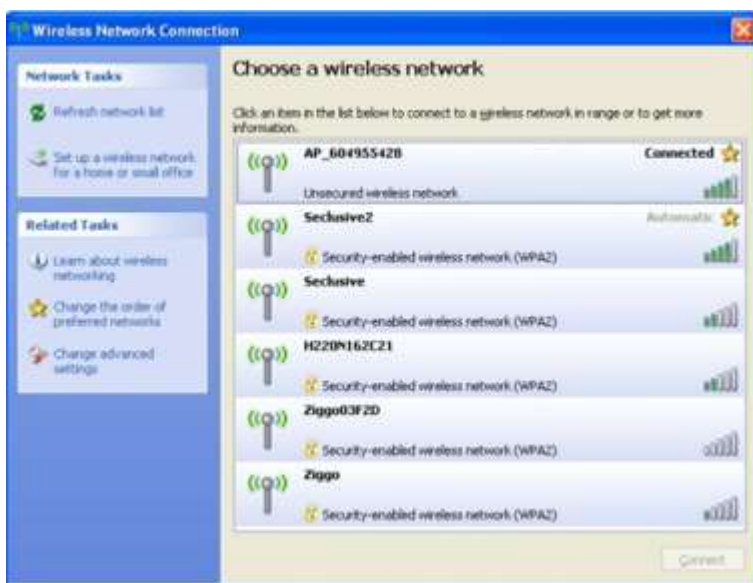 Wireless Network Connection
Network Tasks
Refresh network list
Set up a wireless network
for a home or small office
Related Tasks
Learn about wireless
networking
Change the order of
preferred networks
Change advanced
settings
Choose a wireless network
Click an item in the list below to connect to a wireless network in range or to get more
information.
AP_604955428 Connected
Unsecured wireless network
Seclusive2 Automatic
Security-enabled wireless network (WPA2)
Seclusive
Security-enabled wireless network (WPA2)
H220N162C21
Security-enabled wireless network (WPA2)
Ziggo03F2D
Security-enabled wireless network (WPA2)
Ziggo
Security-enabled wireless network (WPA2)
Connect